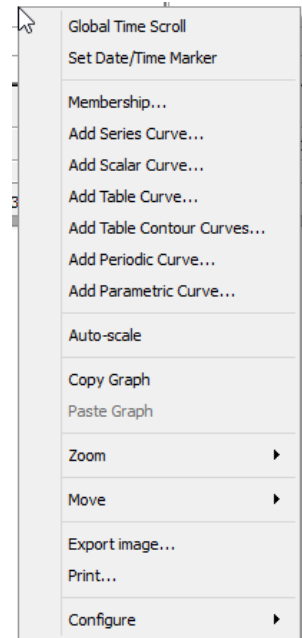 Global Time Scroll
Set Date/Time Marker
Membership...
Add Series Curve...
Add Scalar Curve...
Add Table Curve...
Add Table Contour Curves...
Add Periodic Curve...
Add Parametric Curve...
Auto-scale
Copy Graph
Paste Graph
Zoom
Move
Export image...
Print...
Configure